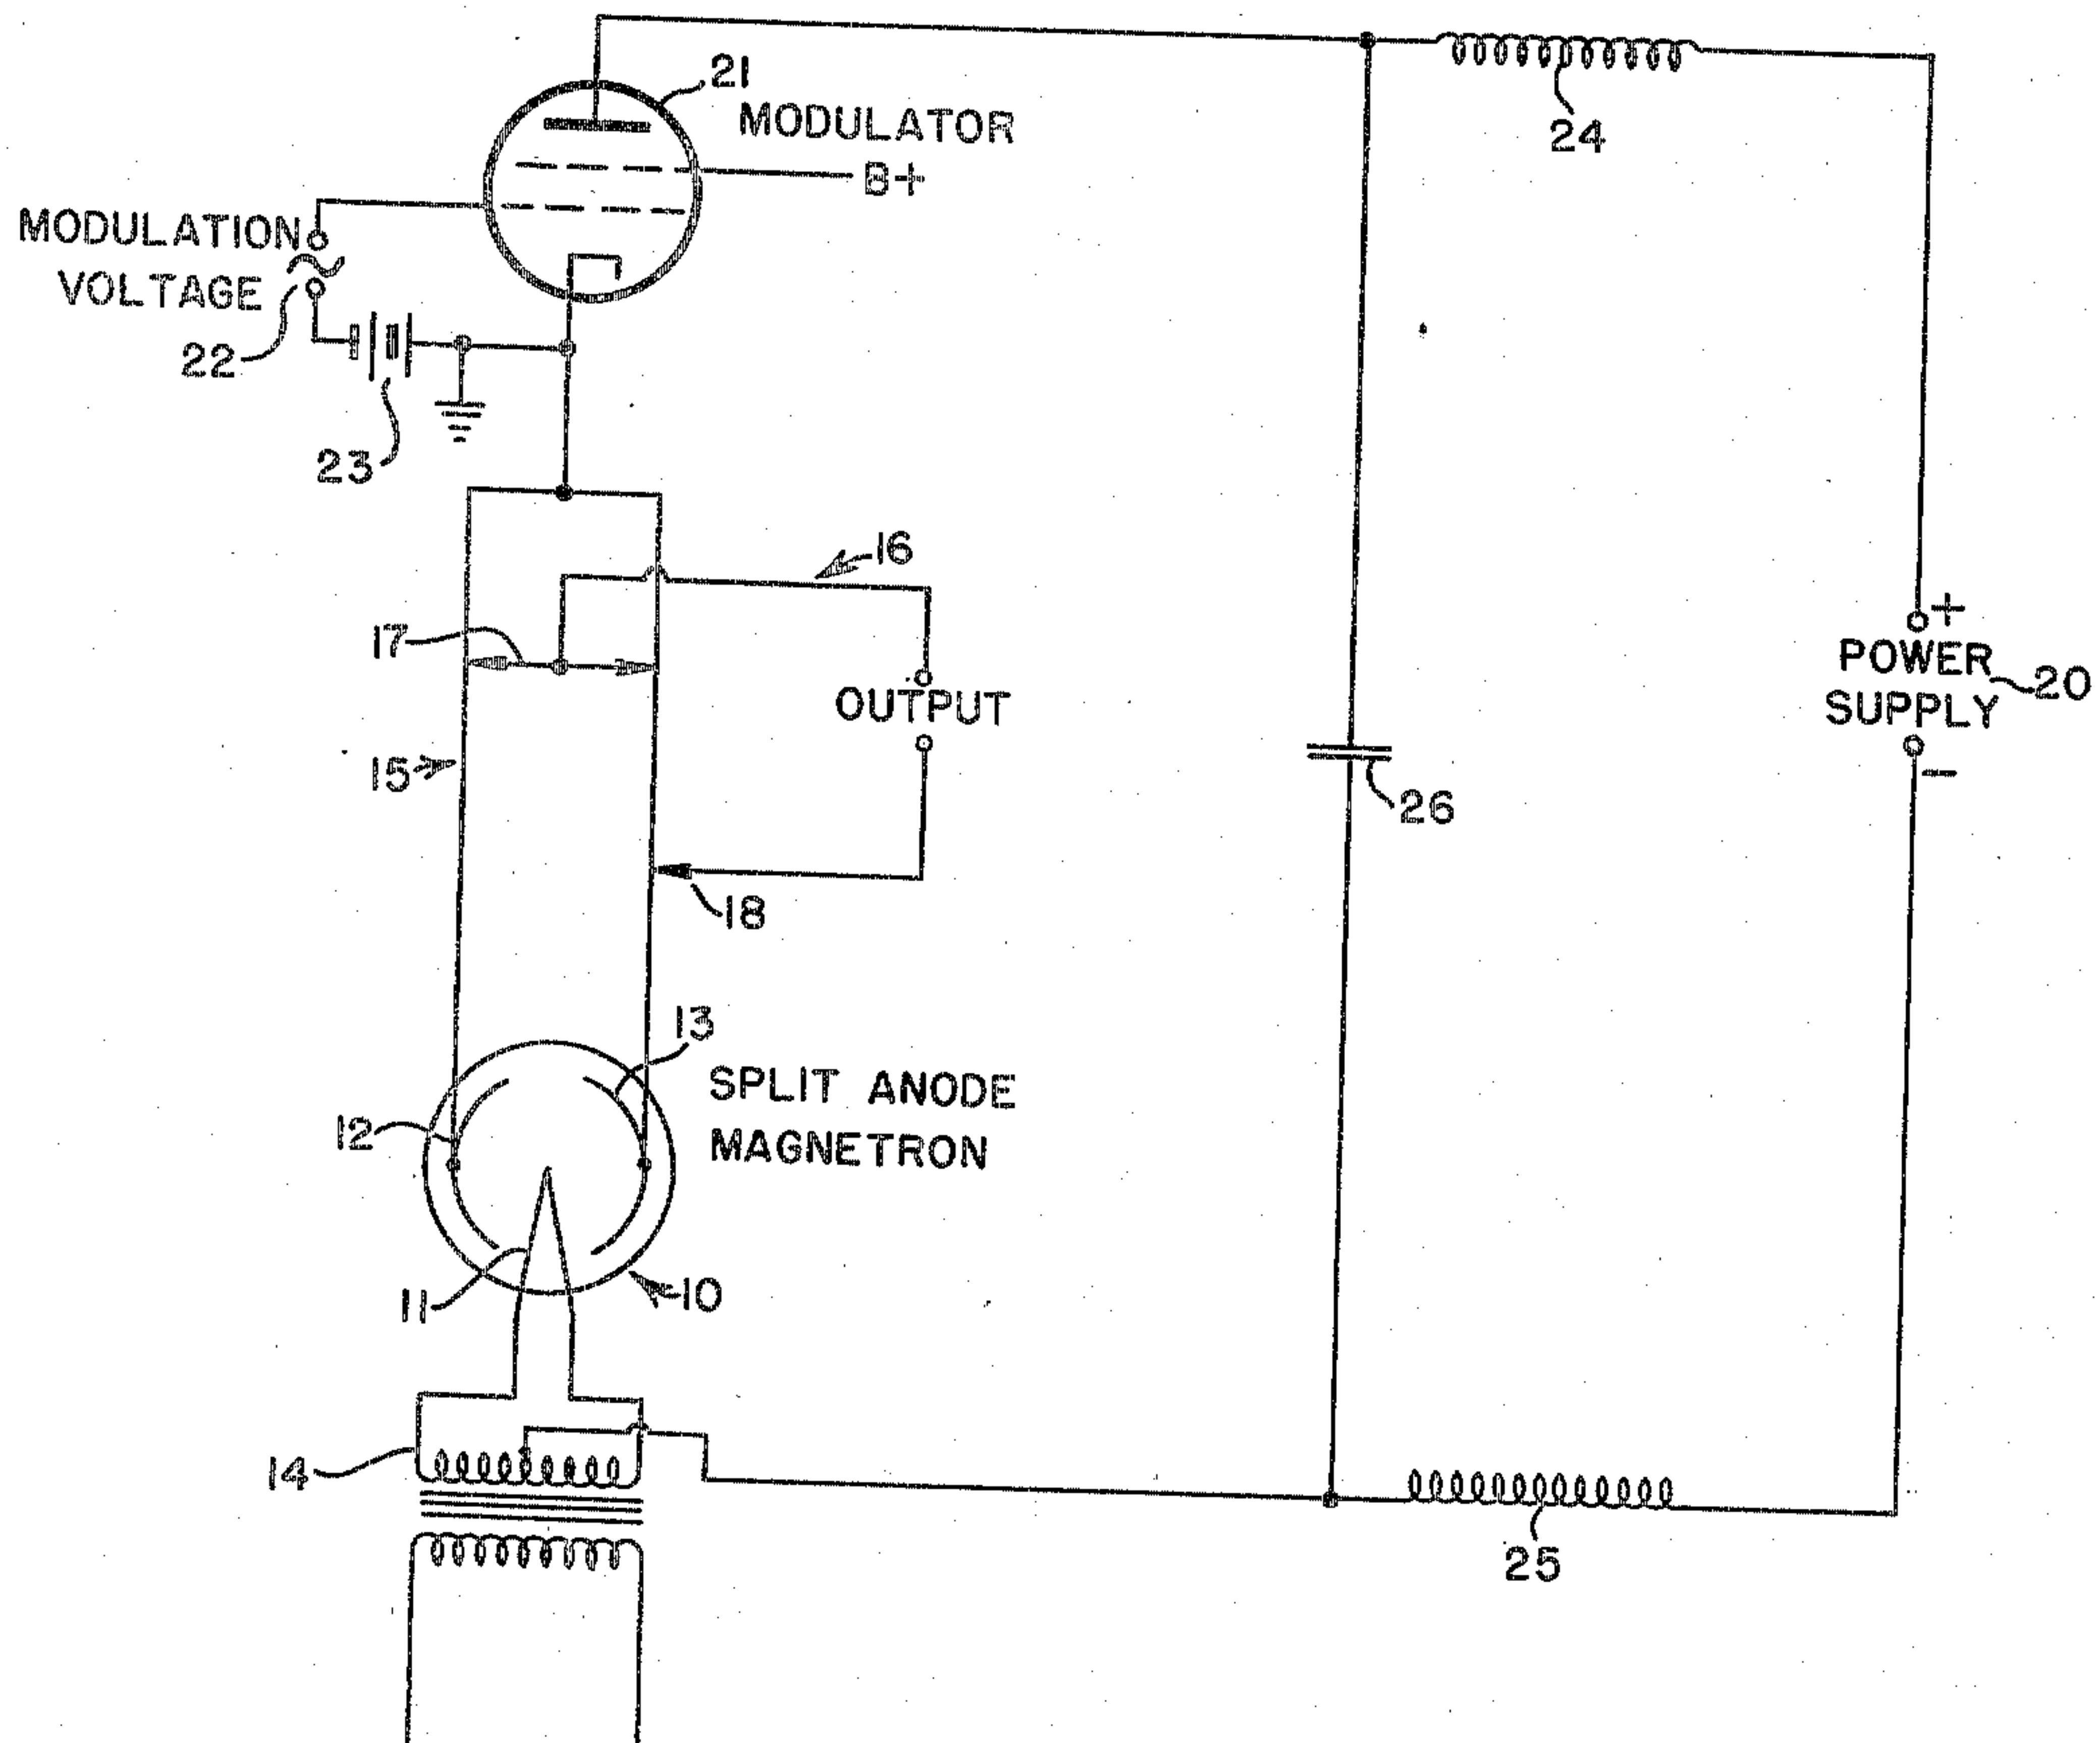 21
MODULATOR
24
B+
MODULATION
VOLTAGE
22
23
16
+
17
POWER
SUPPLY
20
OUTPUT
-
15
26
18
13
SPLIT ANODE
MAGNETRON
12
11
10
14
25